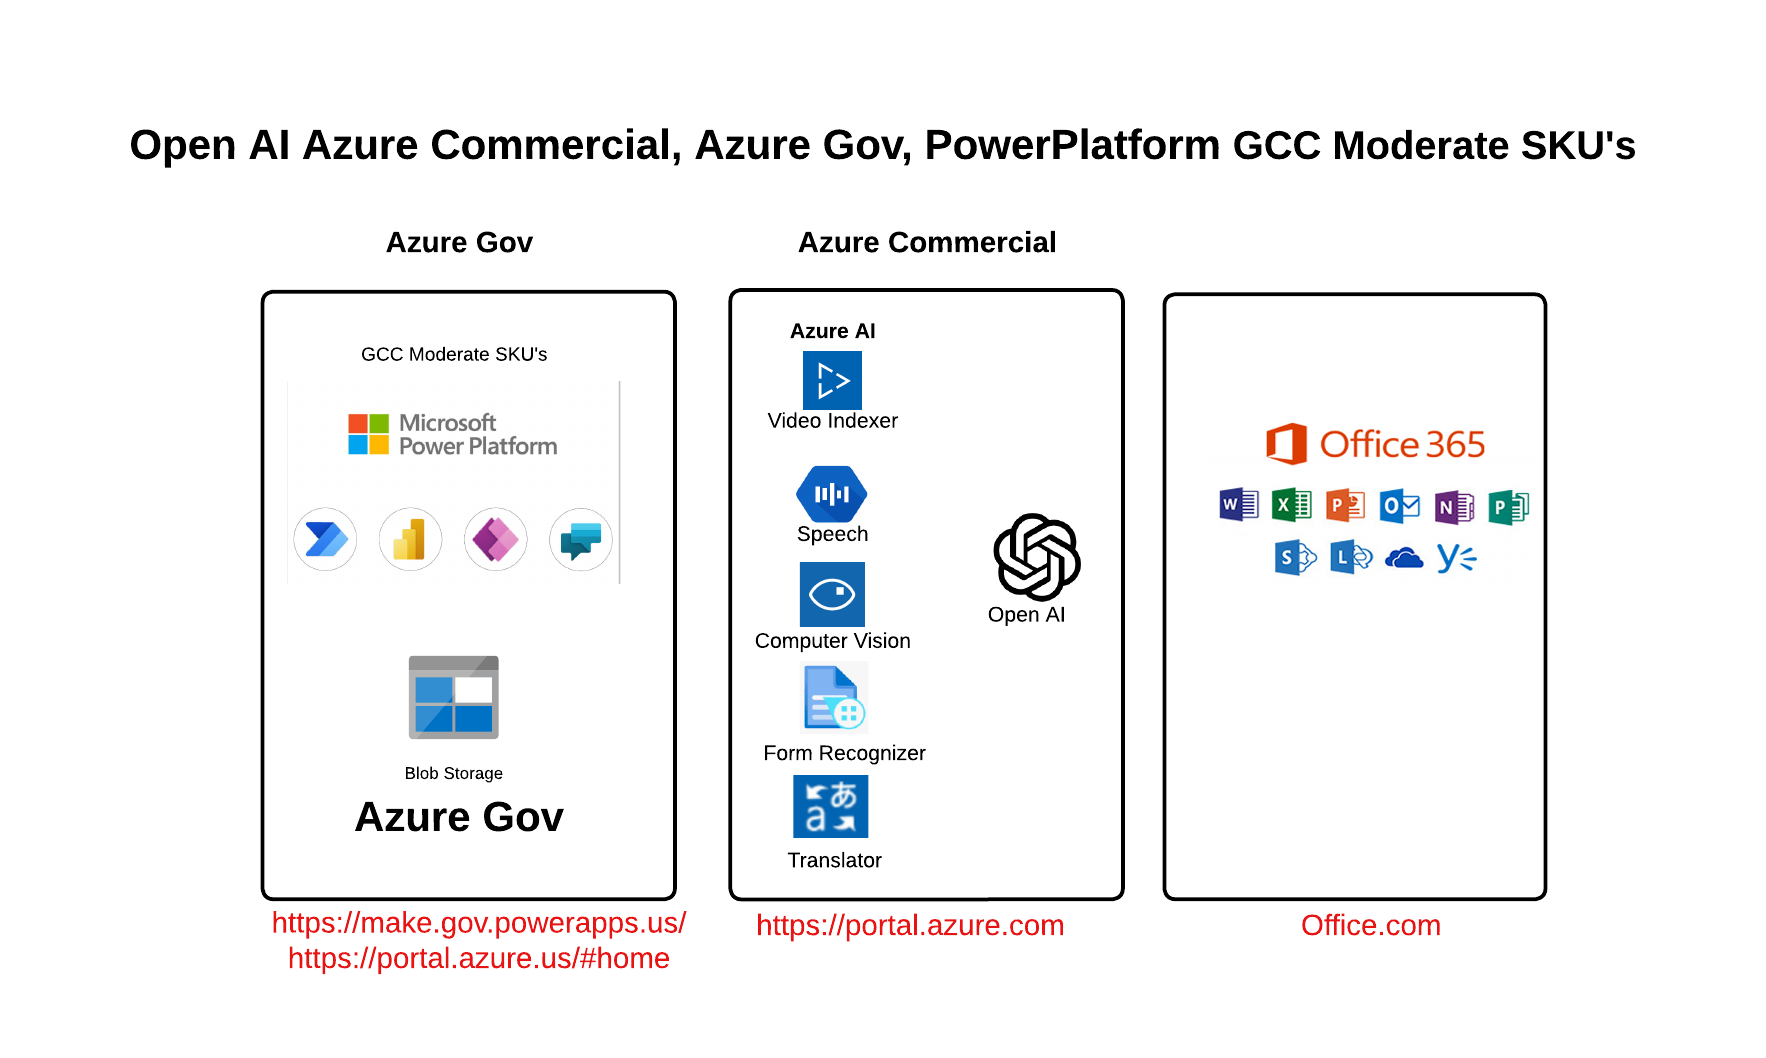 Open AI Azure Commercial, Azure Gov, PowerPlatform GCC Moderate SKU's
Azure Gov
GCC Moderate SKU's
Microsoft
Power Platform
Blob Storage
Azure Gov
https://make.gov.powerapps.us/
https://portal.azure.us/#home
Azure Commercial
Azure AI
Video Indexer
Speech
Computer Vision
Form Recognizer
a あ
Translator
Open AI
https://portal.azure.com
Office 365
W X P O N P
S L y
Office.com